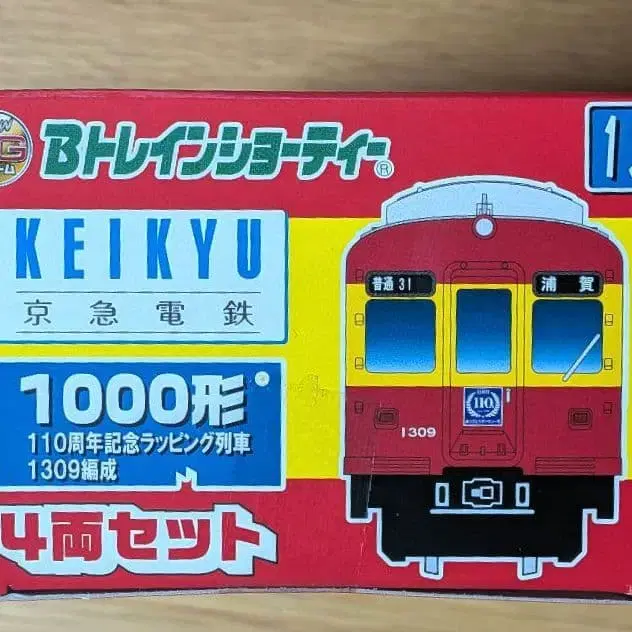 Bトレインショーティー®
KEIKYU
京急電鉄
1000形
110周年記念ラッピング列車
1309編成
4両セット
普通 31
浦賀
110
1309